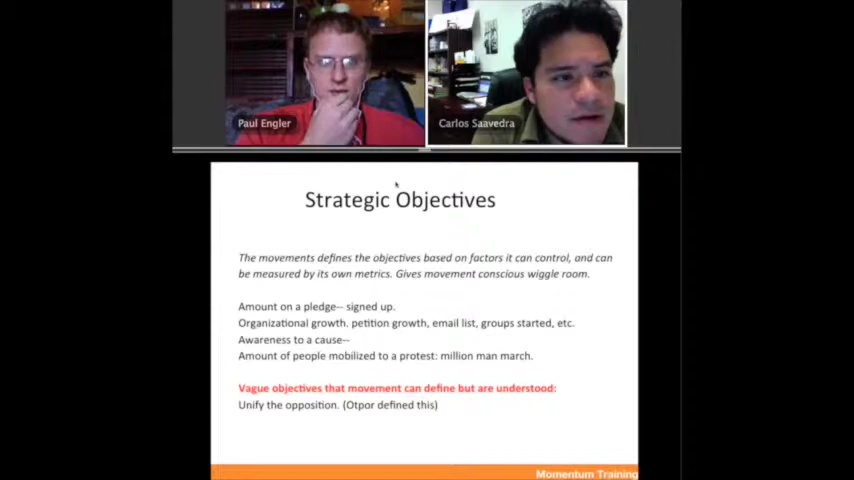 Paul Engler
Carlos Saavedra
Strategic Objectives
The movements defines the objectives based on factors it can control, and can
be measured by its own metrics. Gives movement conscious wiggle room.
Amount on a pledge-- signed up.
Organizational growth. petition growth, email list, groups started, etc.
Awareness to a cause--
Amount of people mobilized to a protest: million man march.
Vague objectives that movement can define but are understood:
Unify the opposition. (Otpor defined this)
Momentum Training